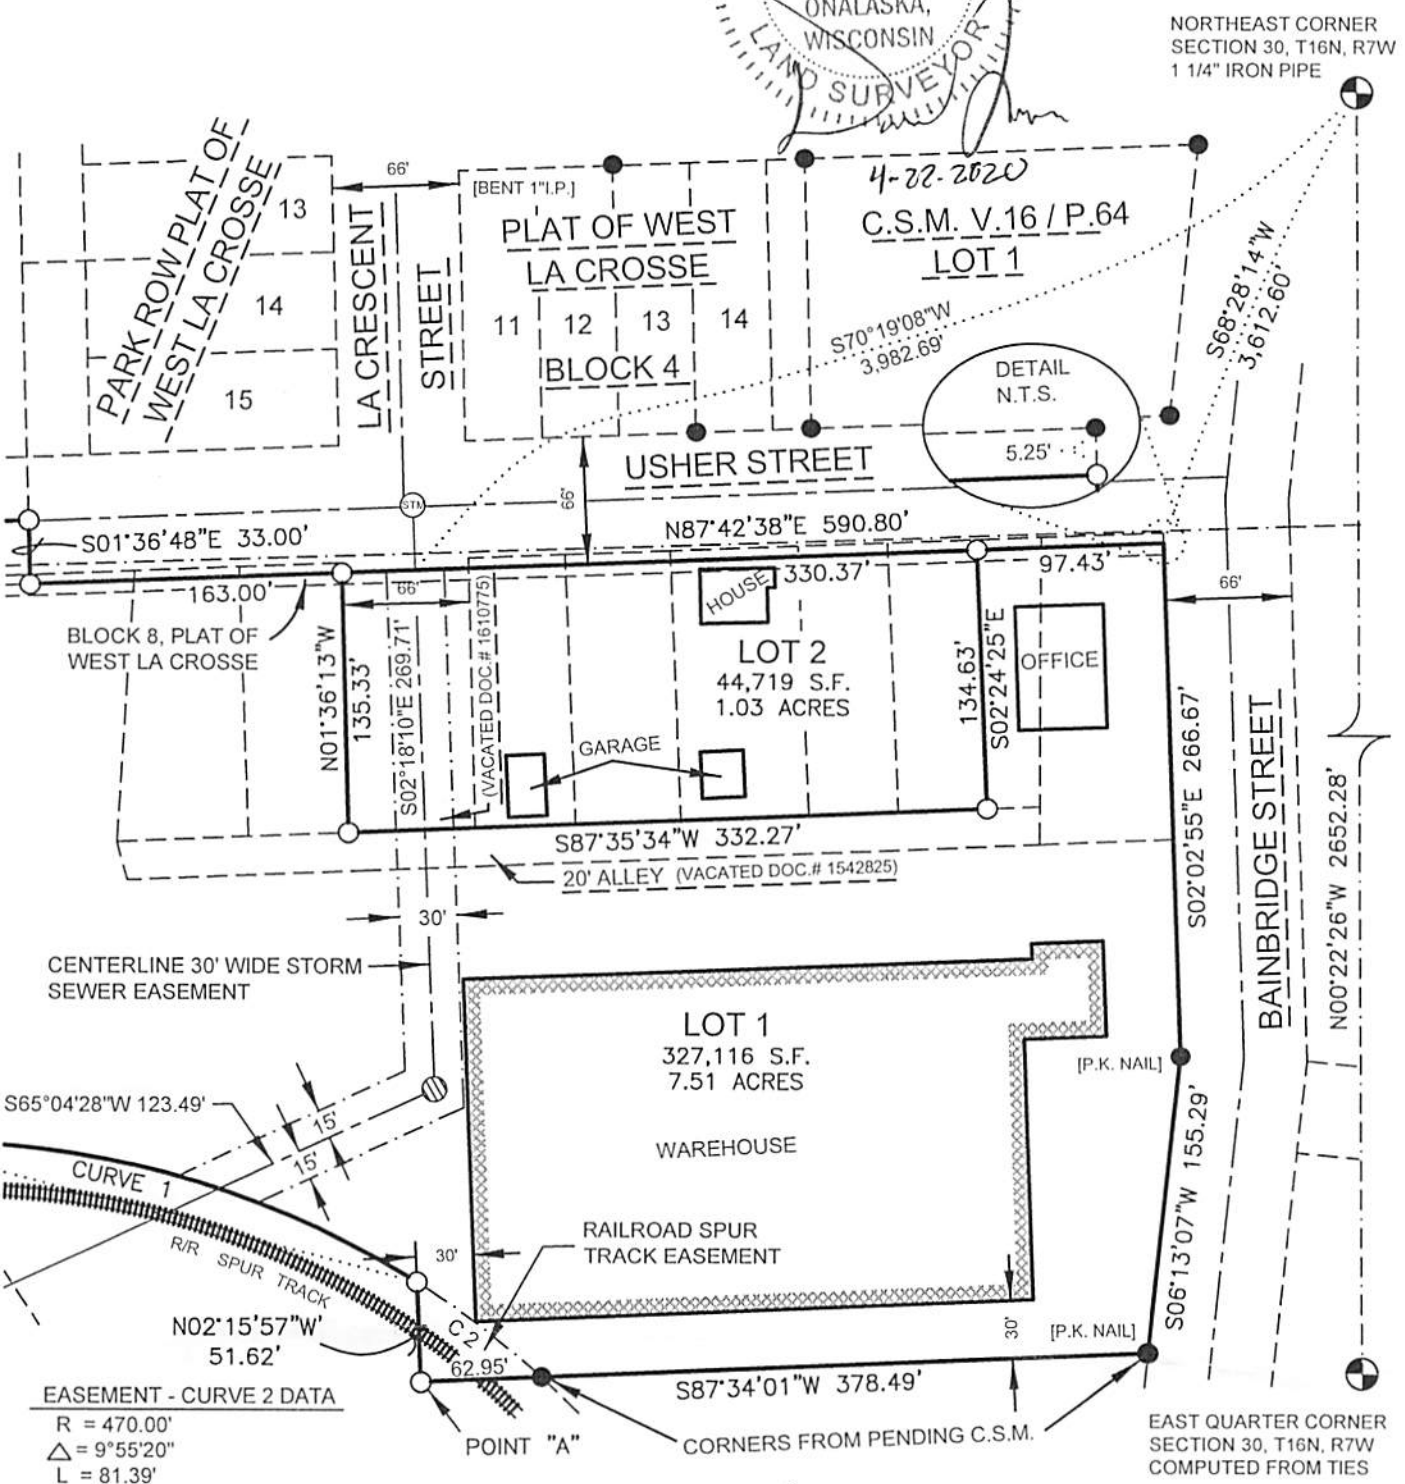 ONALASKA,
WISCONSIN
LAND SURVEYOR
4-22-2020
NORTHEAST CORNER
SECTION 30, T16N, R7W
1 1/4" IRON PIPE
PARK ROW PLAT OF
WEST LA CROSSE
13
14
15
66'
LA CRESCENT
STREET
[BENT 1"I.P.]
PLAT OF WEST
LA CROSSE
11 12 13 14
BLOCK 4
C.S.M. V.16 / P.64
LOT 1
S70°19'08"W
3,982.69'
S68°28'14"W
3,612.60'
DETAIL
N.T.S.
5.25'
USHER STREET
66'
STM
S01°36'48"E 33.00'
N87°42'38"E 590.80'
163.00'
66'
330.37'
97.43'
66'
BLOCK 8, PLAT OF
WEST LA CROSSE
N01°36'13"W
135.33'
S02°18'10"E 269.71'
(VACATED DOC.# 1610775)
HOUSE
LOT 2
44,719 S.F.
1.03 ACRES
134.63'
S02°24'25"E
OFFICE
GARAGE
S87°35'34"W 332.27'
20' ALLEY (VACATED DOC.# 1542825)
S02°02'55"E 266.67'
BAINBRIDGE STREET
N00°22'26"W 2652.28'
30'
CENTERLINE 30' WIDE STORM
SEWER EASEMENT
LOT 1
327,116 S.F.
7.51 ACRES
WAREHOUSE
[P.K. NAIL]
S65°04'28"W 123.49'
15'
15'
CURVE 1
R/R SPUR TRACK
30'
RAILROAD SPUR
TRACK EASEMENT
S06°13'07"W 155.29'
N02°15'57"W
51.62'
C 2
62.95'
30'
[P.K. NAIL]
S87°34'01"W 378.49'
EASEMENT - CURVE 2 DATA
R = 470.00'
△ = 9°55'20"
L = 81.39'
POINT "A"
CORNERS FROM PENDING C.S.M.
EAST QUARTER CORNER
SECTION 30, T16N, R7W
COMPUTED FROM TIES